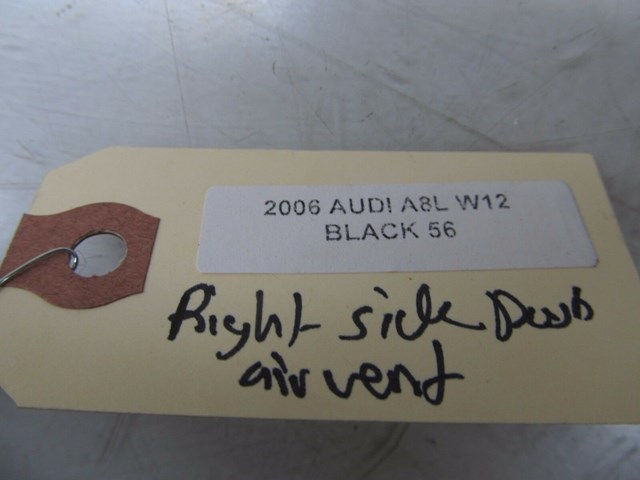 2006 AUDI A8L W12
BLACK 56
Right side Dash
air vent